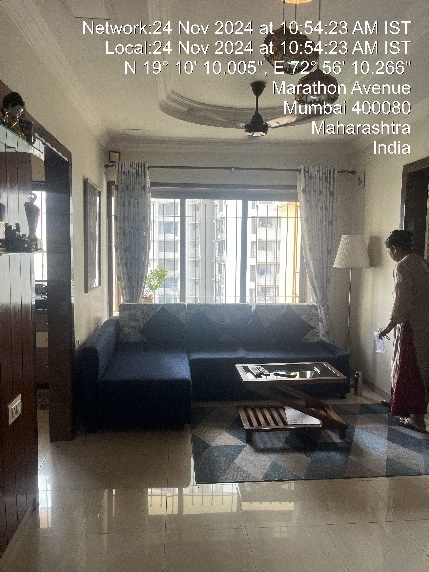 Network:24 Nov 2024 at 10:54:23 AM IST
Local:24 Nov 2024 at 10:54:23 AM IST
N 19° 10' 10.005", E 72° 56' 10.266"
Marathon Avenue
Mumbai 400080
Maharashtra
India